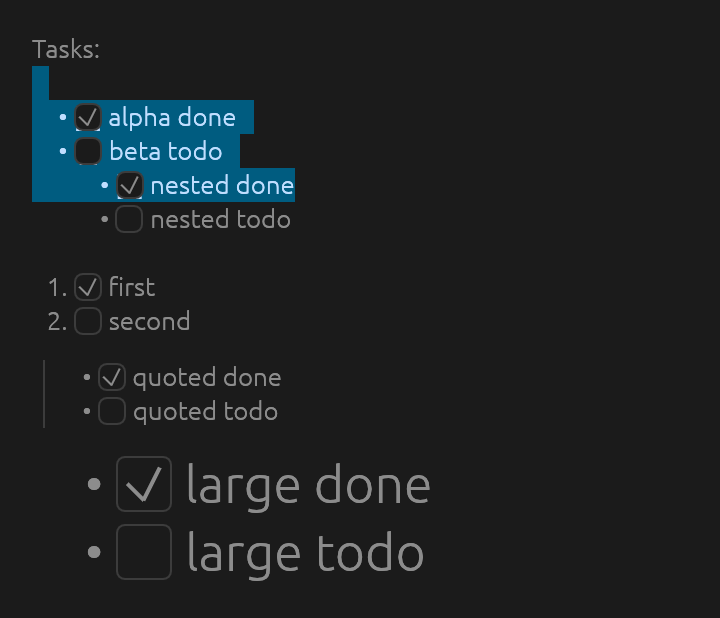 Tasks:
• ☑ alpha done
• ☐ beta todo
• ☑ nested done
• ☐ nested todo
1. ☑ first
2. ☐ second
• ☑ quoted done
• ☐ quoted todo
• ☑ large done
• ☐ large todo